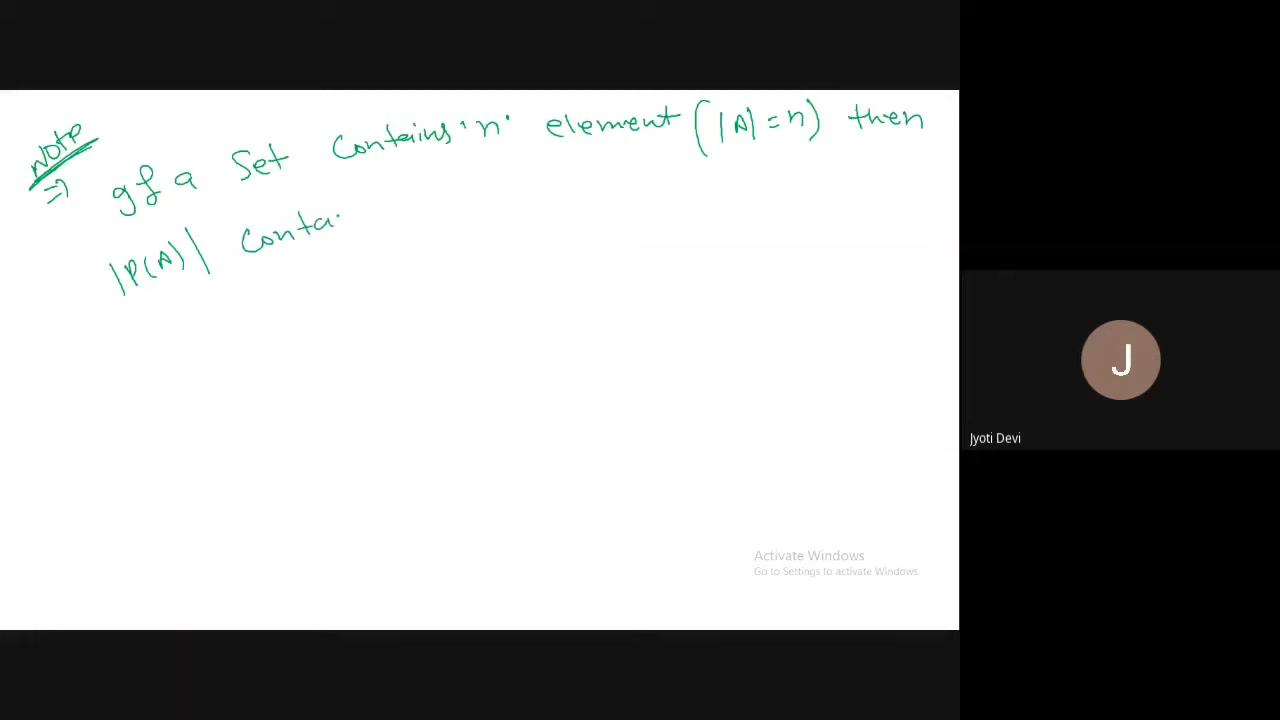 NOTE
⇒ If a Set Contains 'n' element (|A| = n) then
|P(A)| Conta
J
Jyoti Devi
Activate Windows
Go to Settings to activate Windows.